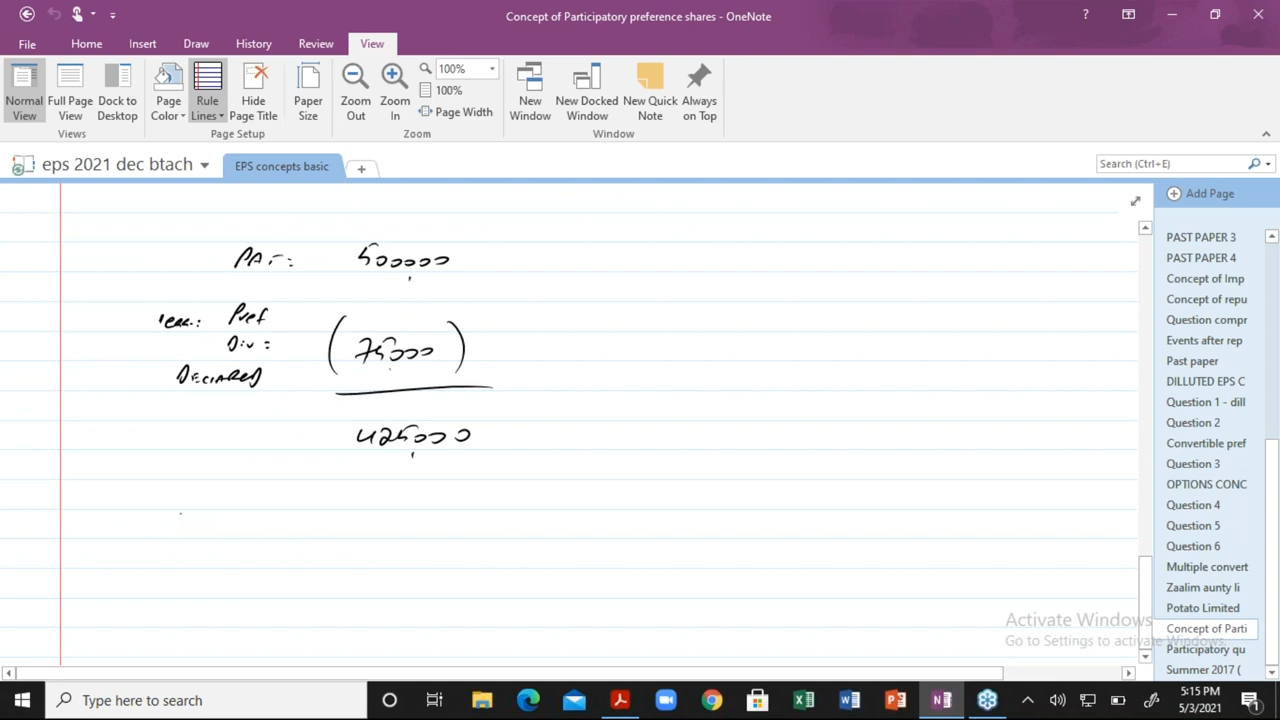 Concept of Participatory preference shares - OneNote
?
File Home Insert Draw History Review View
Normal View
Full Page View
Dock to Desktop
Views
Page Color
Rule Lines
Hide Page Title
Page Setup
Paper Size
Zoom Out
Zoom In
100%
100%
Page Width
Zoom
New Window
New Docked Window
New Quick Note
Always on Top
Window
eps 2021 dec btach
EPS concepts basic
+
Search (Ctrl+E)
Add Page
PAT: 500000
Less: Pref
Div: (75000)
DECLARED
425000
PAST PAPER 3
PAST PAPER 4
Concept of Imp
Concept of repu
Question compr
Events after rep
Past paper
DILLUTED EPS C
Question 1 - dill
Question 2
Convertible pref
Question 3
OPTIONS CONC
Question 4
Question 5
Question 6
Multiple convert
Zaalim aunty li
Potato Limited
Concept of Parti
Participatory qu
Summer 2017 (
Activate Windows
Go to Settings to activate Windows.
Type here to search
5:15 PM
5/3/2021
1